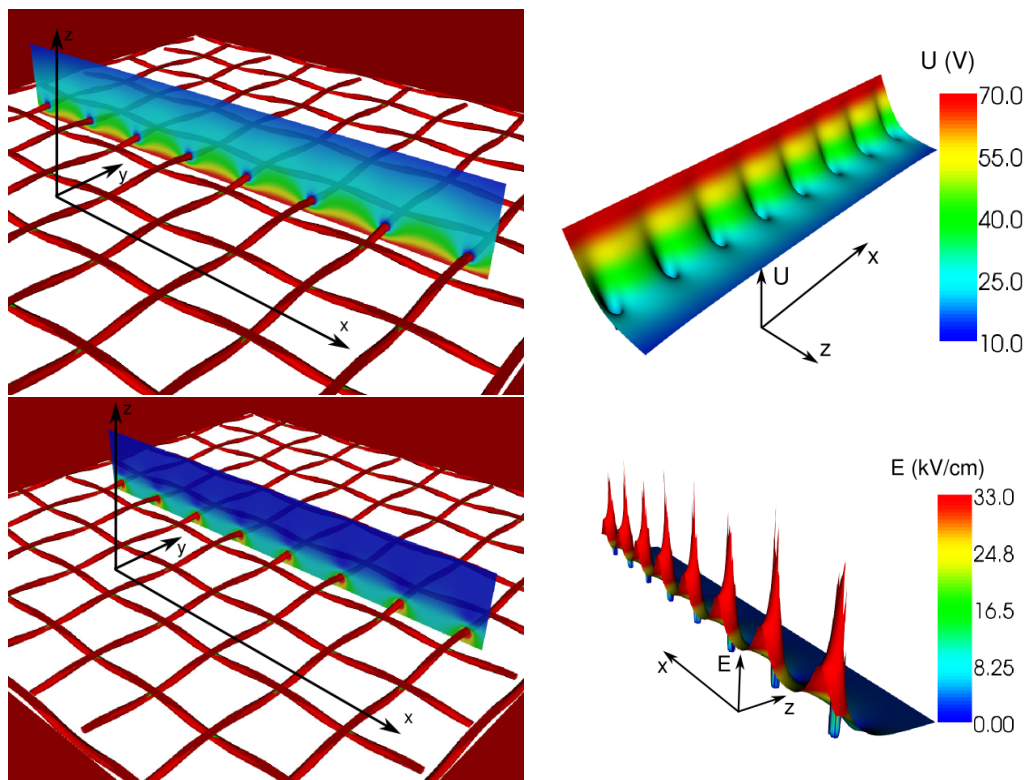 z
y
x
U (V)
70.0
55.0
40.0
25.0
10.0
x
U
z
z
y
x
E (kV/cm)
33.0
24.8
16.5
8.25
0.00
x
E
z